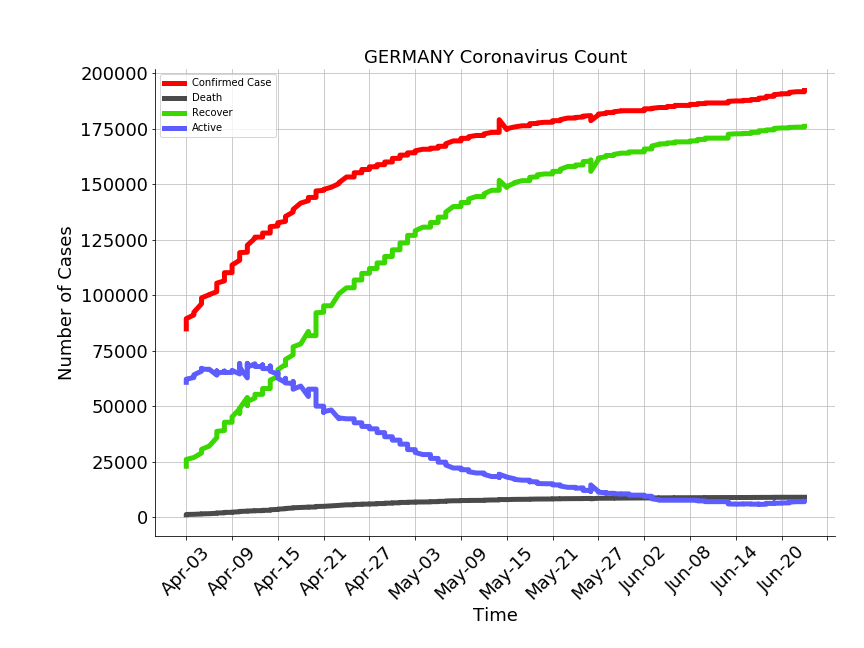 GERMANY Coronavirus Count
Confirmed Case
Death
Recover
Active
Number of Cases
200000
175000
150000
125000
100000
75000
50000
25000
0
Apr-03
Apr-09
Apr-15
Apr-21
Apr-27
May-03
May-09
May-15
May-21
May-27
Jun-02
Jun-08
Jun-14
Jun-20
Time